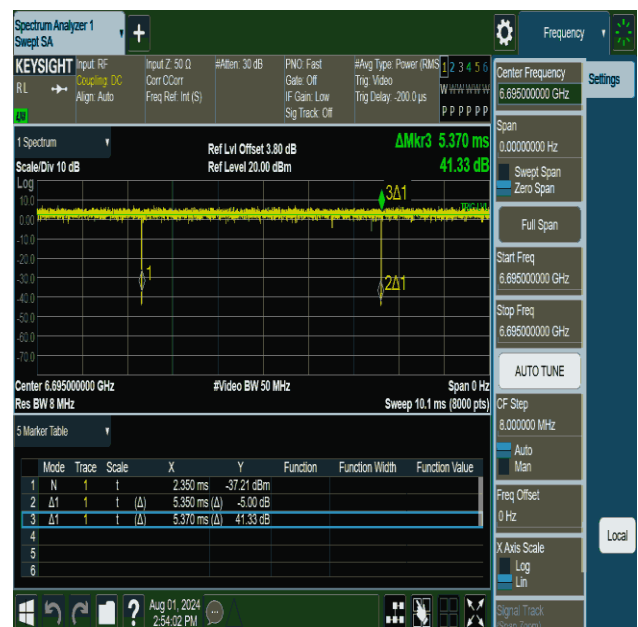 Spectrum Analyzer 1
Swept SA
+
Frequency
KEYSIGHT Input: RF Input Z: 50 Ω #Atten: 30 dB PNO: Fast #Avg Type: Power (RMS 1 2 3 4 5 6
RL Coupling: DC Corr CCorr Gate: Off Trig: Video W W W W W W
Align: Auto Freq Ref: Int (S) IF Gain: Low Trig Delay: -200.0 µs
Sig Track: Off P P P P P P
1 Spectrum
Scale/Div 10 dB
Ref Lvl Offset 3.80 dB
Ref Level 20.00 dBm
ΔMkr3 5.370 ms
41.33 dB
Log
10.0
0.00
-10.0
-20.0
-30.0
-40.0
-50.0
-60.0
-70.0
3Δ1
TRIG LVL
1
2Δ1
Center 6.695000000 GHz #Video BW 50 MHz Span 0 Hz
Res BW 8 MHz Sweep 10.1 ms (8000 pts)
5 Marker Table
Mode Trace Scale X Y Function Function Width Function Value
1 N 1 t 2.350 ms -37.21 dBm
2 Δ1 1 t (Δ) 5.350 ms (Δ) -5.00 dB
3 Δ1 1 t (Δ) 5.370 ms (Δ) 41.33 dB
4
5
6
Aug 01, 2024
2:54:02 PM
?
Center Frequency
6.695000000 GHz
Settings
Span
0.00000000 Hz
Swept Span
Zero Span
Full Span
Start Freq
6.695000000 GHz
Stop Freq
6.695000000 GHz
AUTO TUNE
CF Step
8.000000 MHz
Auto
Man
Freq Offset
0 Hz
X Axis Scale
Log
Lin
Signal Track
(Span Zoom)
Local